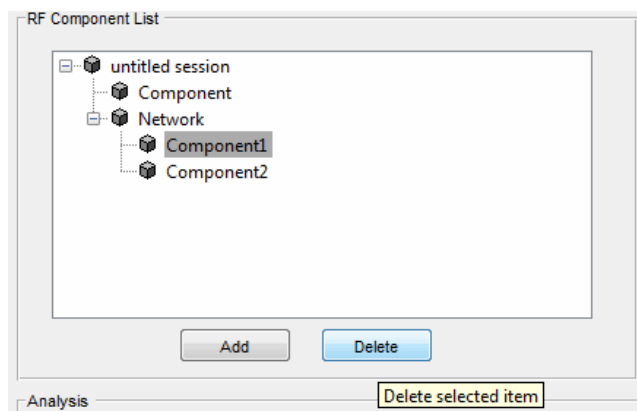 RF Component List
untitled session
Component
Network
Component1
Component2
Add Delete
Analysis Delete selected item